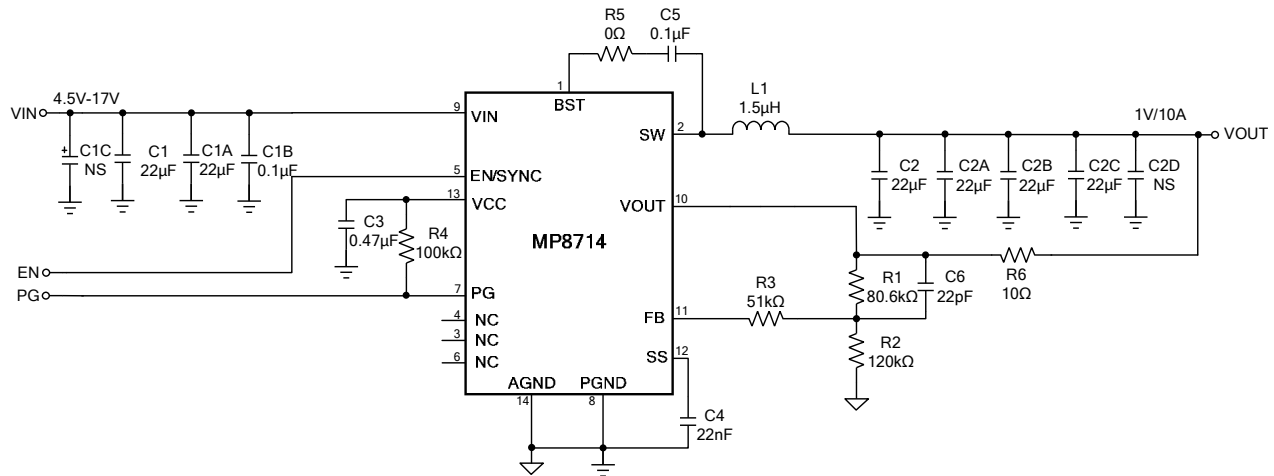 R5
0Ω
C5
0.1µF
1
BST
VIN
4.5V-17V
9
VIN
C1C
NS
C1
22µF
C1A
22µF
C1B
0.1µF
SW
2
L1
1.5µH
1V/10A
VOUT
C2
22µF
C2A
22µF
C2B
22µF
C2C
22µF
C2D
NS
5
EN/SYNC
13
VCC
C3
0.47µF
R4
100kΩ
VOUT
10
MP8714
EN
PG
7
PG
4
NC
3
NC
6
NC
R3
51kΩ
R1
80.6kΩ
C6
22pF
R6
10Ω
FB
11
R2
120kΩ
SS
12
AGND
14
PGND
8
C4
22nF